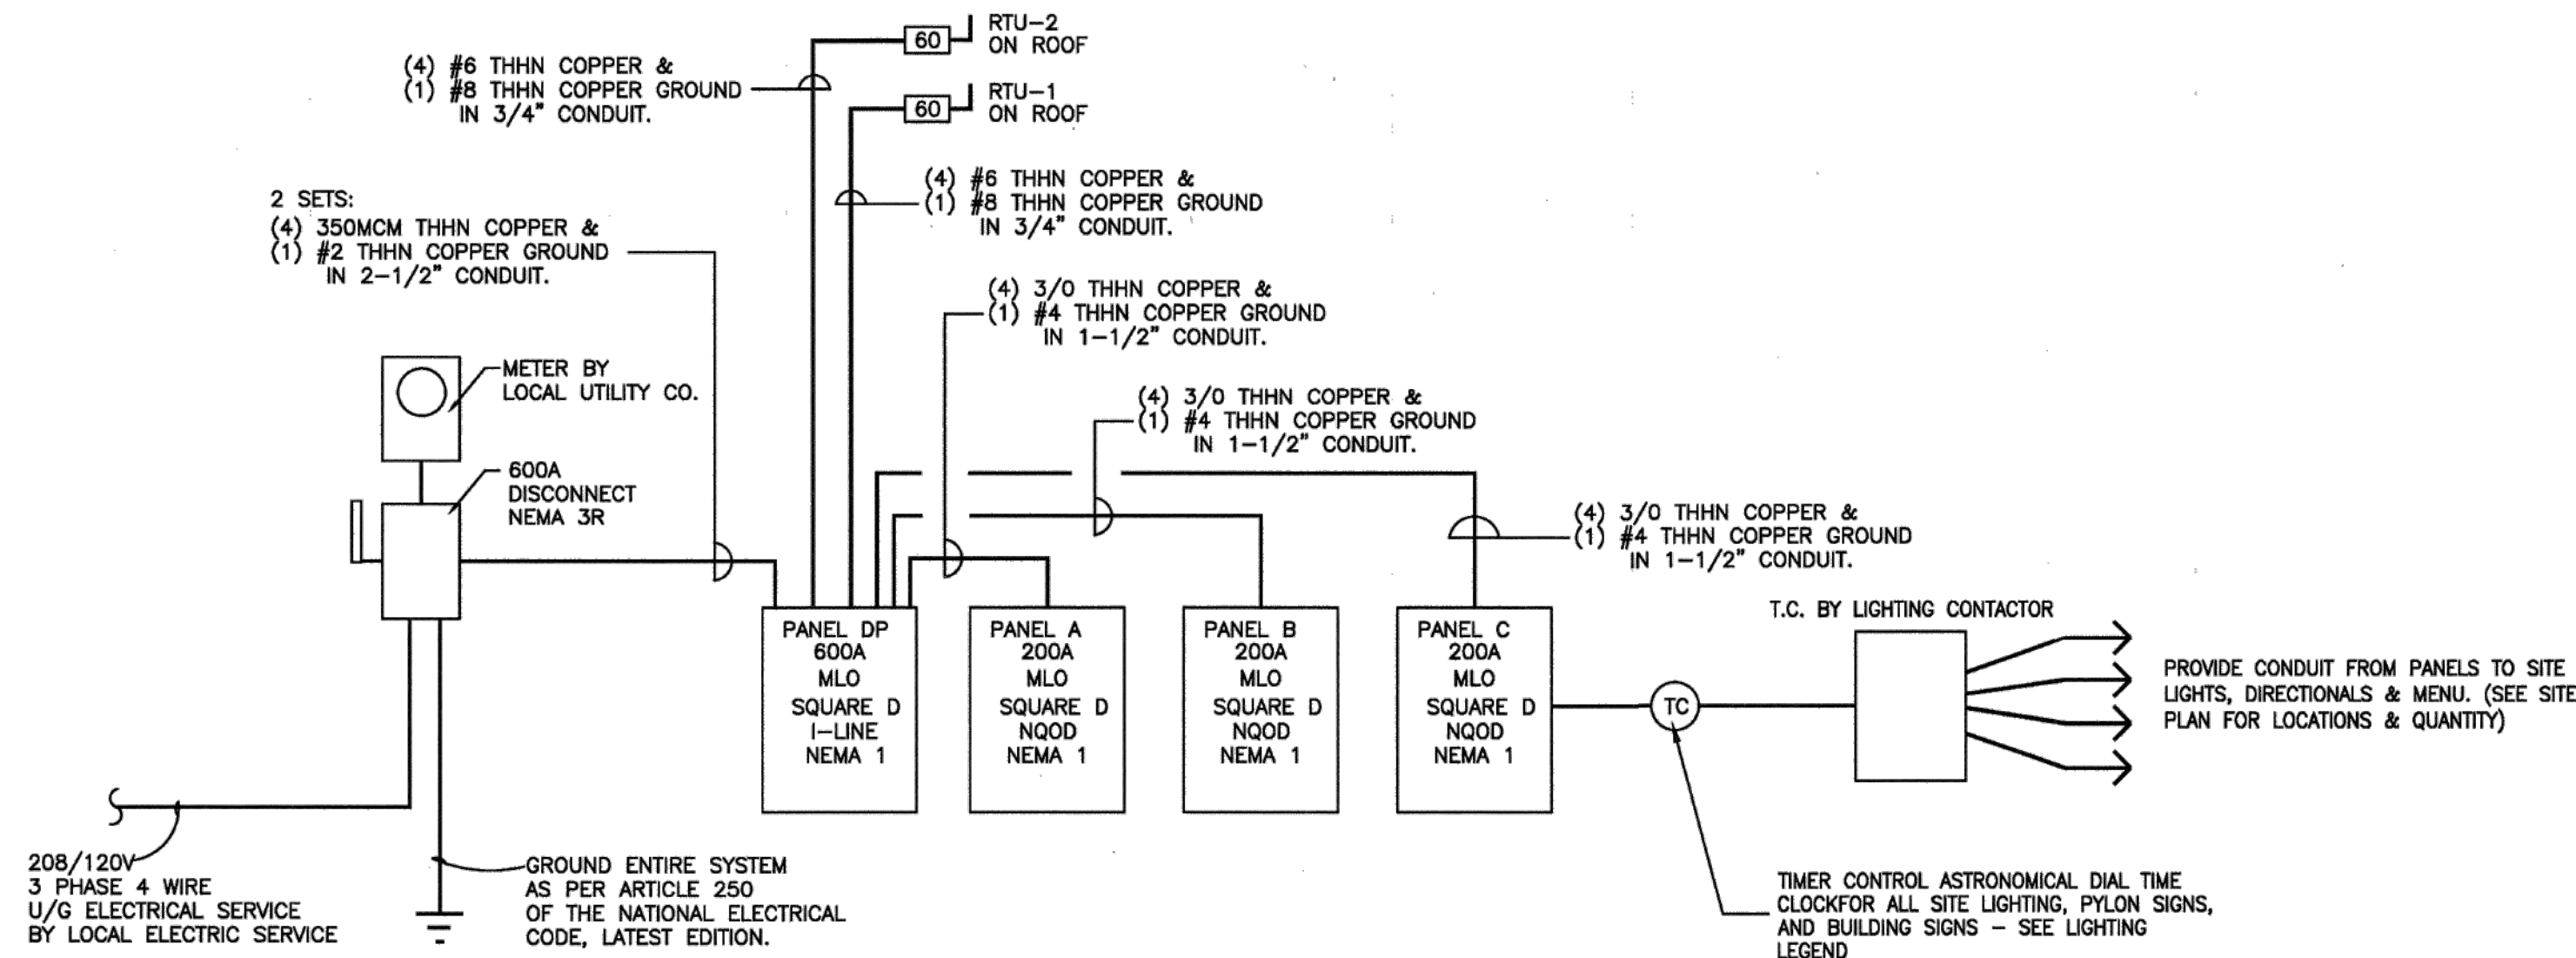 RTU-2
ON ROOF
60
(4) #6 THHN COPPER &
(1) #8 THHN COPPER GROUND
IN 3/4" CONDUIT.
RTU-1
ON ROOF
60
(4) #6 THHN COPPER &
(1) #8 THHN COPPER GROUND
IN 3/4" CONDUIT.
2 SETS:
(4) 350MCM THHN COPPER &
(1) #2 THHN COPPER GROUND
IN 2-1/2" CONDUIT.
(4) 3/0 THHN COPPER &
(1) #4 THHN COPPER GROUND
IN 1-1/2" CONDUIT.
METER BY
LOCAL UTILITY CO.
(4) 3/0 THHN COPPER &
(1) #4 THHN COPPER GROUND
IN 1-1/2" CONDUIT.
600A
DISCONNECT
NEMA 3R
(4) 3/0 THHN COPPER &
(1) #4 THHN COPPER GROUND
IN 1-1/2" CONDUIT.
PANEL DP
600A
MLO
SQUARE D
I-LINE
NEMA 1
PANEL A
200A
MLO
SQUARE D
NQOD
NEMA 1
PANEL B
200A
MLO
SQUARE D
NQOD
NEMA 1
PANEL C
200A
MLO
SQUARE D
NQOD
NEMA 1
TC
T.C. BY LIGHTING CONTACTOR
PROVIDE CONDUIT FROM PANELS TO SITE
LIGHTS, DIRECTIONALS & MENU. (SEE SITE
PLAN FOR LOCATIONS & QUANTITY)
208/120V
3 PHASE 4 WIRE
U/G ELECTRICAL SERVICE
BY LOCAL ELECTRIC SERVICE
GROUND ENTIRE SYSTEM
AS PER ARTICLE 250
OF THE NATIONAL ELECTRICAL
CODE, LATEST EDITION.
TIMER CONTROL ASTRONOMICAL DIAL TIME
CLOCKFOR ALL SITE LIGHTING, PYLON SIGNS,
AND BUILDING SIGNS - SEE LIGHTING
LEGEND